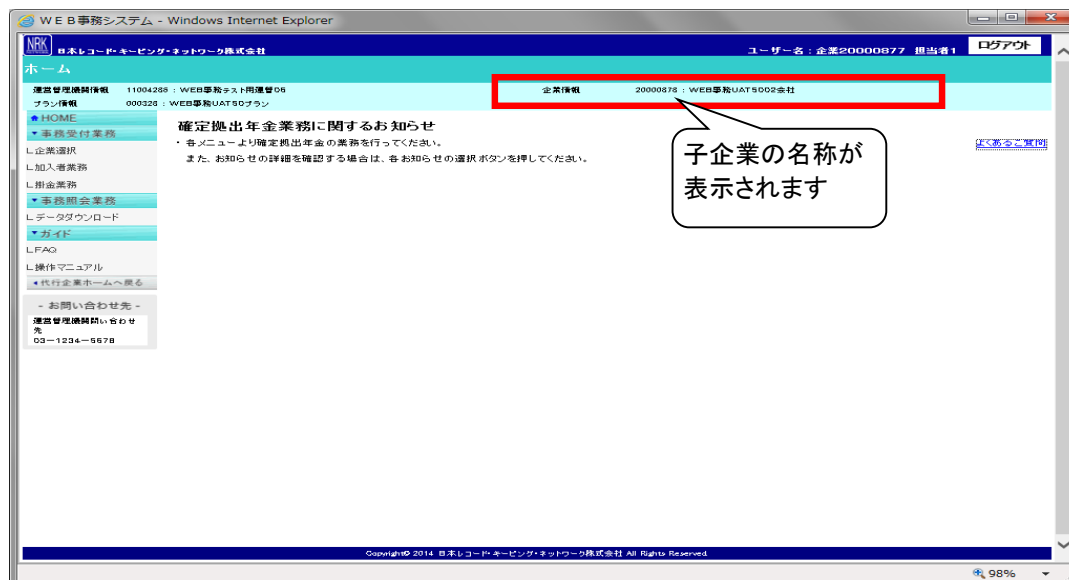 WEB事務システム - Windows Internet Explorer
NRK 日本レコード・キーピング・ネットワーク株式会社
ユーザー名：企業20000877 担当者1
ログアウト
ホーム
運営管理機関情報 11004286：WEB事務テスト用運管06
企業情報 20000878：WEB事務UAT5002会社
プラン情報 000328：WEB事務UAT50プラン
HOME
事務受付業務
企業選択
加入者業務
掛金業務
事務照会業務
データダウンロード
ガイド
FAQ
操作マニュアル
代行企業ホームへ戻る
- お問い合わせ先 -
運営管理機関問い合わせ
先
03－1234－5678
確定拠出年金業務に関するお知らせ
・各メニューより確定拠出年金の業務を行ってください。
また、お知らせの詳細を確認する場合は、各お知らせの選択ボタンを押してください。
よくあるご質問
子企業の名称が
表示されます
Copyright© 2014 日本レコード・キーピング・ネットワーク株式会社 All Rights Reserved.
98%